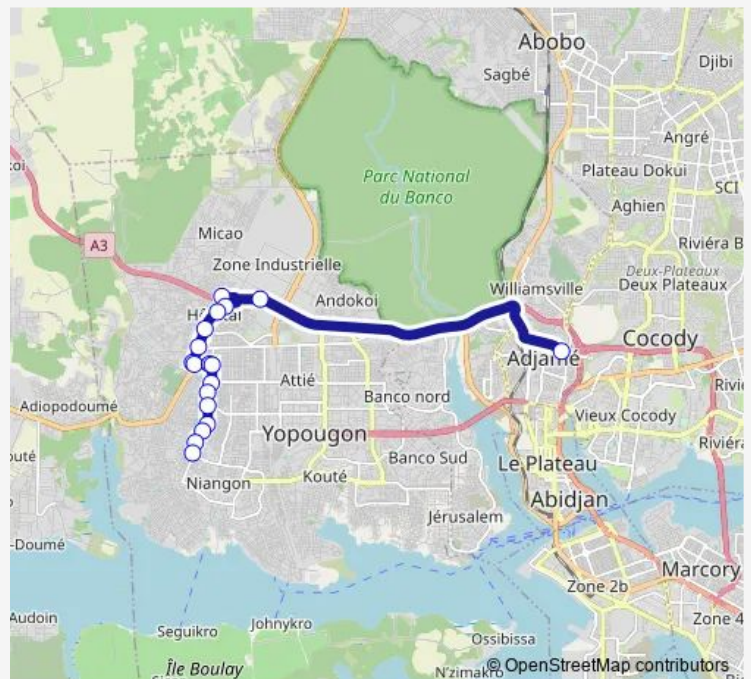 Abobo
Sagbé
Djibi
Angré
Plateau Dokui
SCI
Aghien
Parc National
du Banco
Micao
A3
Riviéra B
Deux-Plateaux
Deux Plateaux
Zone Industrielle
Williamsville
Andokoi
Cocody
Adjamé
Attié
Banco nord
Adiopodoumé
Vieux Cocody
Yopougon
Banco Sud
Le Plateau
Niangon
Kouté
Abidjan
Jérusalem
-Doumé
Marcory
Zone 2b
Audoin
Johnykro
Zone 4
Seguikro
Ossibissa
Île Boulay
N'zimakro
© OpenStreetMap contributors